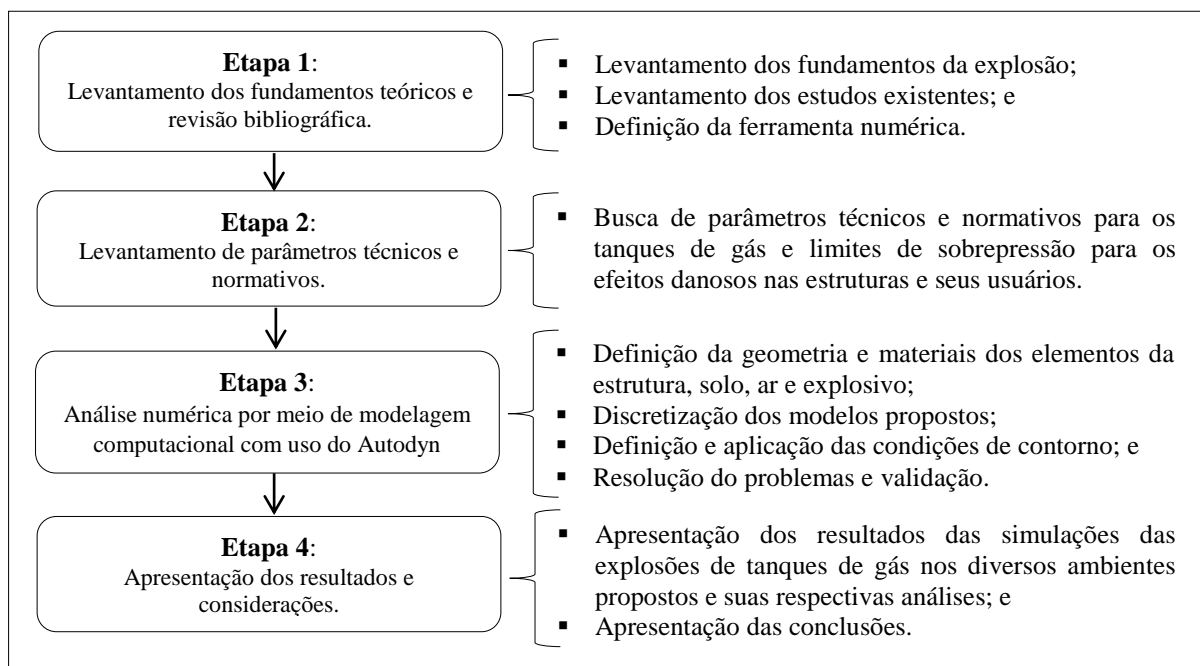 Etapa 1:
Levantamento dos fundamentos teóricos e
revisão bibliográfica.
▪ Levantamento dos fundamentos da explosão;
▪ Levantamento dos estudos existentes; e
▪ Definição da ferramenta numérica.
Etapa 2:
Levantamento de parâmetros técnicos e
normativos.
▪ Busca de parâmetros técnicos e normativos para os
tanques de gás e limites de sobrepressão para os
efeitos danosos nas estruturas e seus usuários.
Etapa 3:
Análise numérica por meio de modelagem
computacional com uso do Autodyn
▪ Definição da geometria e materiais dos elementos da
estrutura, solo, ar e explosivo;
▪ Discretização dos modelos propostos;
▪ Definição e aplicação das condições de contorno; e
▪ Resolução do problemas e validação.
Etapa 4:
Apresentação dos resultados e
considerações.
▪ Apresentação dos resultados das simulações das
explosões de tanques de gás nos diversos ambientes
propostos e suas respectivas análises; e
▪ Apresentação das conclusões.